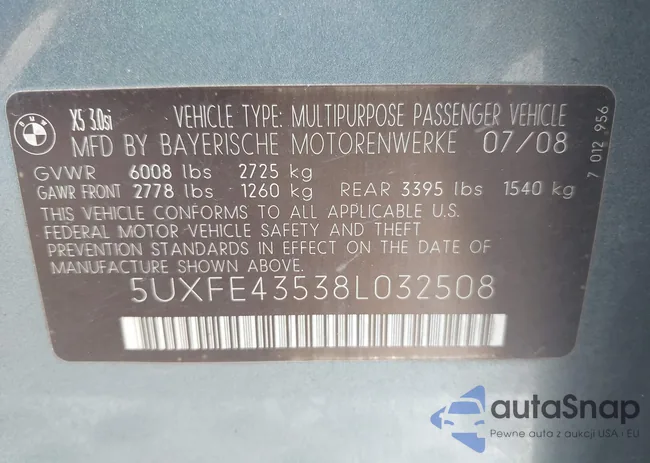 BMW
X5 3.0si
VEHICLE TYPE: MULTIPURPOSE PASSENGER VEHICLE
MFD BY BAYERISCHE MOTORENWERKE 07/08
GVWR 6008 lbs 2725 kg
GAWR FRONT 2778 lbs 1260 kg REAR 3395 lbs 1540 kg
THIS VEHICLE CONFORMS TO ALL APPLICABLE U.S.
FEDERAL MOTOR VEHICLE SAFETY AND THEFT
PREVENTION STANDARDS IN EFFECT ON THE DATE OF
MANUFACTURE SHOWN ABOVE.
5UXFE43538L032508
7 012 956
autaSnap
Pewne auta z aukcji USA i EU